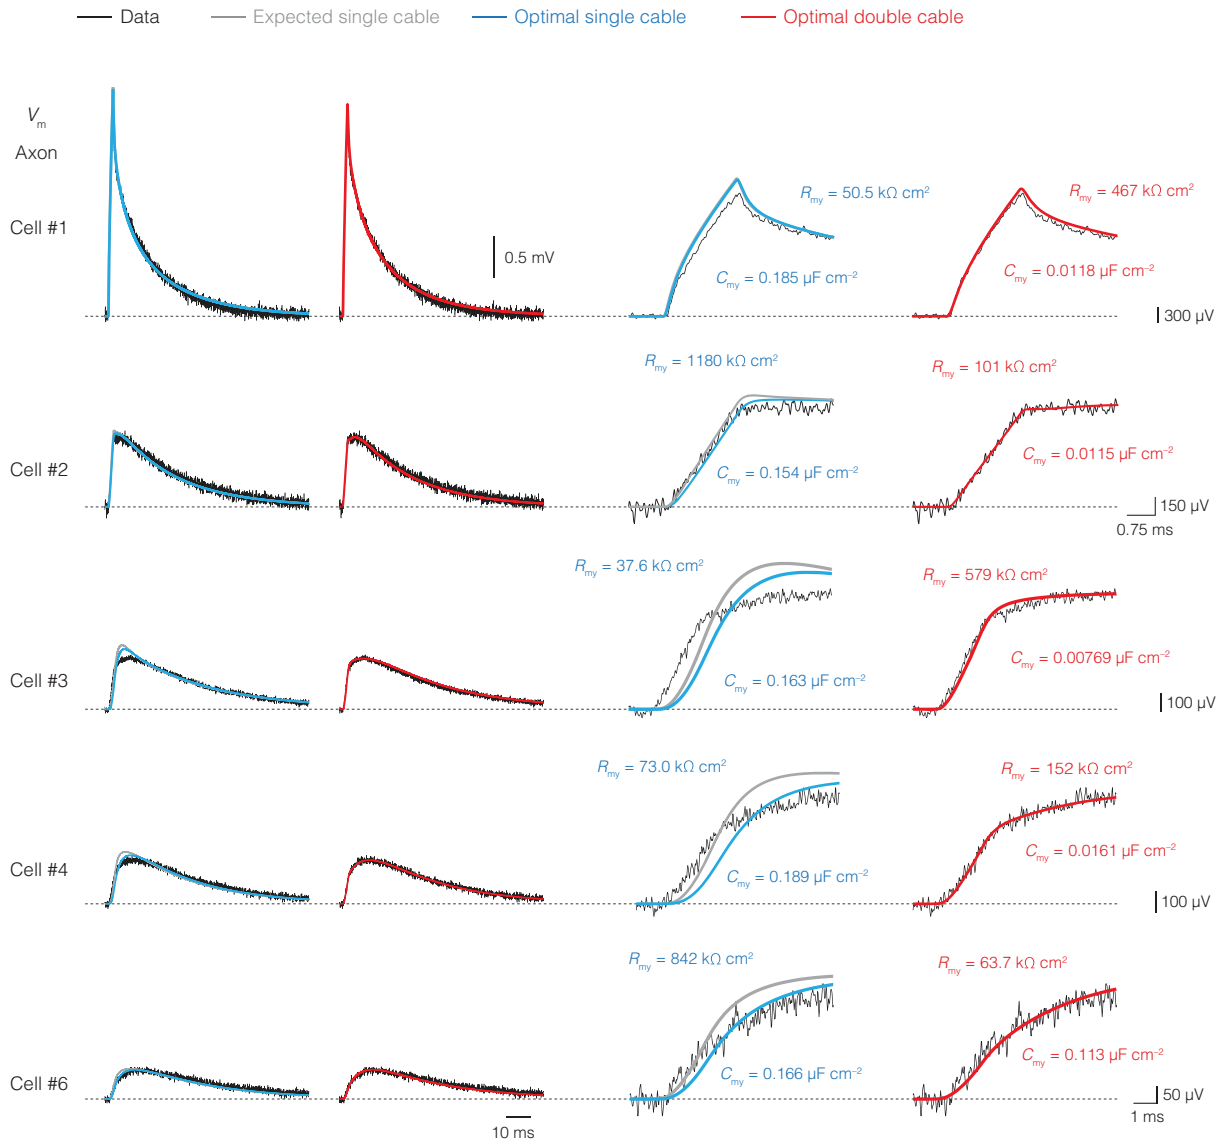 Data Expected single cable Optimal single cable Optimal double cable
Vm
Axon
Cell #1
0.5 mV
Rmy = 50.5 kΩ cm²
Cmy = 0.185 µF cm⁻²
Rmy = 467 kΩ cm²
Cmy = 0.0118 µF cm⁻²
300 µV
Cell #2
Rmy = 1180 kΩ cm²
Cmy = 0.154 µF cm⁻²
Rmy = 101 kΩ cm²
Cmy = 0.0115 µF cm⁻²
150 µV
0.75 ms
Cell #3
Rmy = 37.6 kΩ cm²
Cmy = 0.163 µF cm⁻²
Rmy = 579 kΩ cm²
Cmy = 0.00769 µF cm⁻²
100 µV
Cell #4
Rmy = 73.0 kΩ cm²
Cmy = 0.189 µF cm⁻²
Rmy = 152 kΩ cm²
Cmy = 0.0161 µF cm⁻²
100 µV
Cell #6
Rmy = 842 kΩ cm²
Cmy = 0.166 µF cm⁻²
Rmy = 63.7 kΩ cm²
Cmy = 0.113 µF cm⁻²
50 µV
1 ms
10 ms